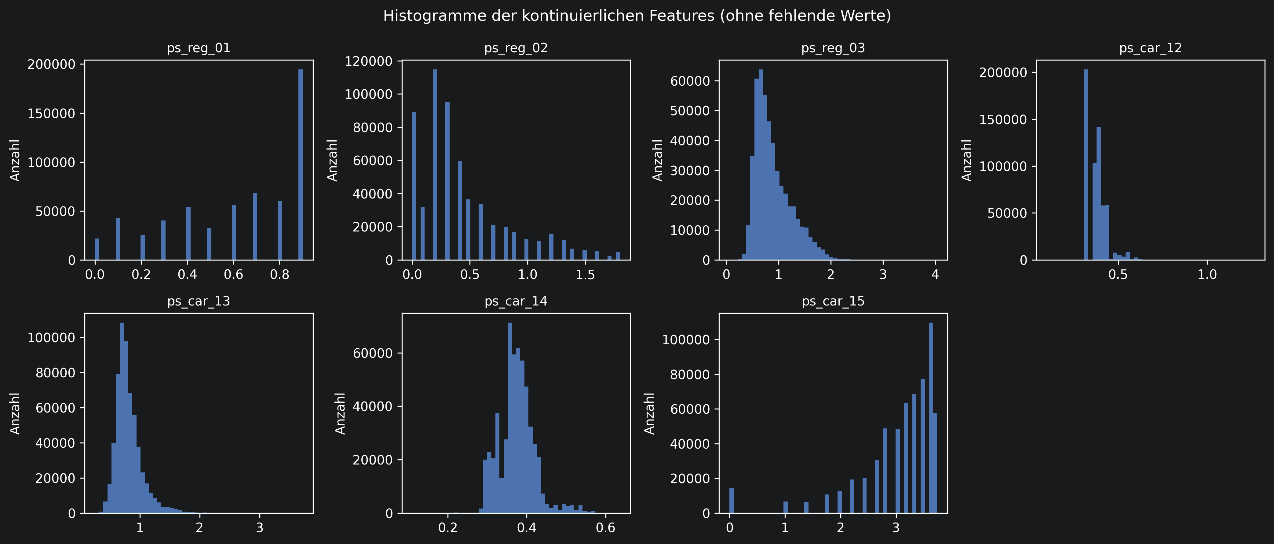 Histogramme der kontinuierlichen Features (ohne fehlende Werte)
ps_reg_01
Anzahl
200000
150000
100000
50000
0
0.0 0.2 0.4 0.6 0.8
ps_reg_02
Anzahl
120000
100000
80000
60000
40000
20000
0
0.0 0.5 1.0 1.5
ps_reg_03
Anzahl
60000
50000
40000
30000
20000
10000
0
0 1 2 3 4
ps_car_12
Anzahl
200000
150000
100000
50000
0
0.5 1.0
ps_car_13
Anzahl
100000
80000
60000
40000
20000
0
1 2 3
ps_car_14
Anzahl
60000
40000
20000
0
0.2 0.4 0.6
ps_car_15
Anzahl
100000
80000
60000
40000
20000
0
0 1 2 3